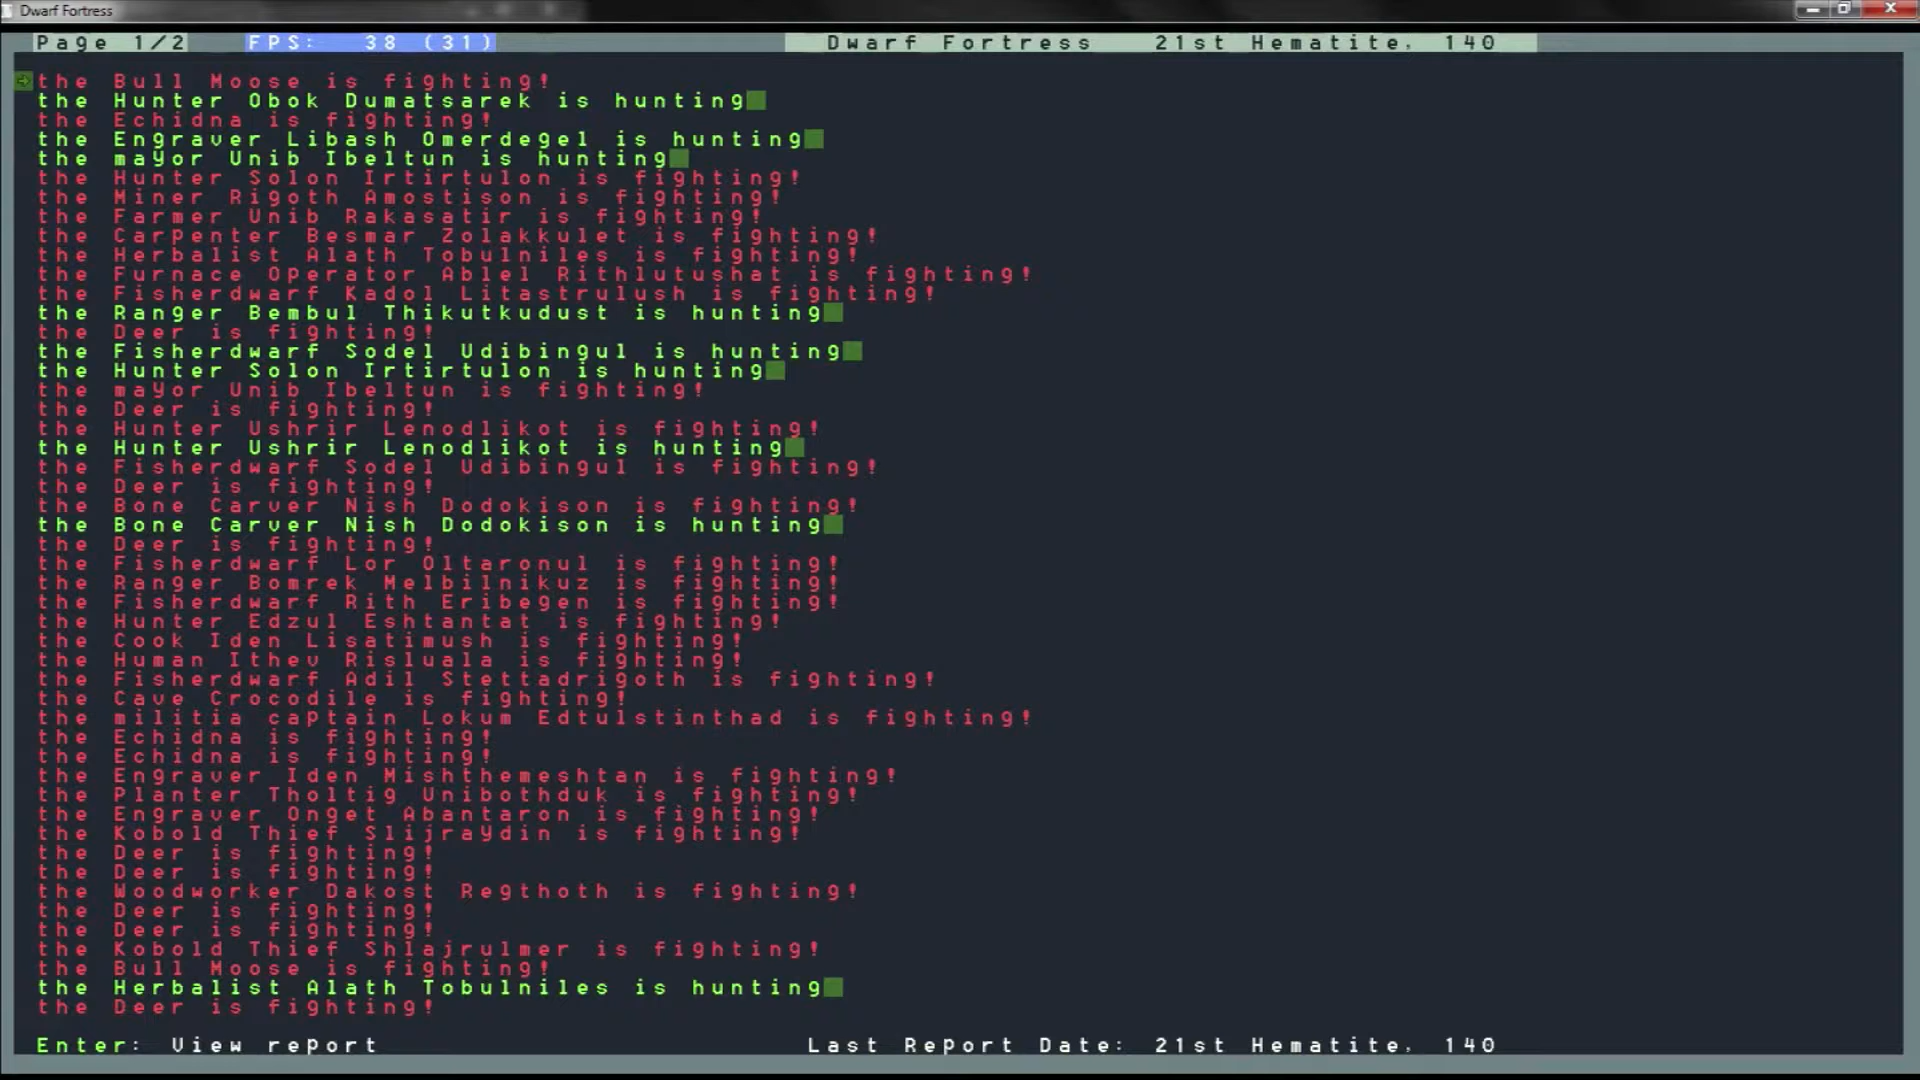 Dwarf Fortress
Page 1/2 FPS: 38 (31) Dwarf Fortress 21st Hematite, 140
the Bull Moose is fighting!
the Hunter Obok Dumatsarek is hunting
the Echidna is fighting!
the Engraver Libash Omerdegel is hunting
the mayor Unib Ibeltun is hunting
the Hunter Solon Irtirtulon is fighting!
the Miner Rigoth Amostison is fighting!
the Farmer Unib Rakasatir is fighting!
the Carpenter Besmar Zolakkulet is fighting!
the Herbalist Alath Tobulniles is fighting!
the Furnace Operator Ablel Rithlutushat is fighting!
the Fisherdwarf Kadol Litastrulush is fighting!
the Ranger Bembul Thikutkudust is hunting
the Deer is fighting!
the Fisherdwarf Sodel Udibingul is hunting
the Hunter Solon Irtirtulon is hunting
the mayor Unib Ibeltun is fighting!
the Deer is fighting!
the Hunter Ushrir Lenodlikot is fighting!
the Hunter Ushrir Lenodlikot is hunting
the Fisherdwarf Sodel Udibingul is fighting!
the Deer is fighting!
the Bone Carver Nish Dodokison is fighting!
the Bone Carver Nish Dodokison is hunting
the Deer is fighting!
the Fisherdwarf Lor Oltaronul is fighting!
the Ranger Bomrek Melbilnikuz is fighting!
the Fisherdwarf Rith Eribegen is fighting!
the Hunter Edzul Eshtantat is fighting!
the Cook Iden Lisatimush is fighting!
the Human Ithev Risluala is fighting!
the Fisherdwarf Adil Stettadrigoth is fighting!
the Cave Crocodile is fighting!
the militia captain Lokum Edtulstinthad is fighting!
the Echidna is fighting!
the Echidna is fighting!
the Engraver Iden Mishthemeshtan is fighting!
the Planter Tholtig Unibothduk is fighting!
the Engraver Onget Abantaron is fighting!
the Kobold Thief Slijraydin is fighting!
the Deer is fighting!
the Deer is fighting!
the Woodworker Dakost Regthoth is fighting!
the Deer is fighting!
the Deer is fighting!
the Kobold Thief Shlajrulmer is fighting!
the Bull Moose is fighting!
the Herbalist Alath Tobulniles is hunting
the Deer is fighting!
Enter: View report Last Report Date: 21st Hematite, 140